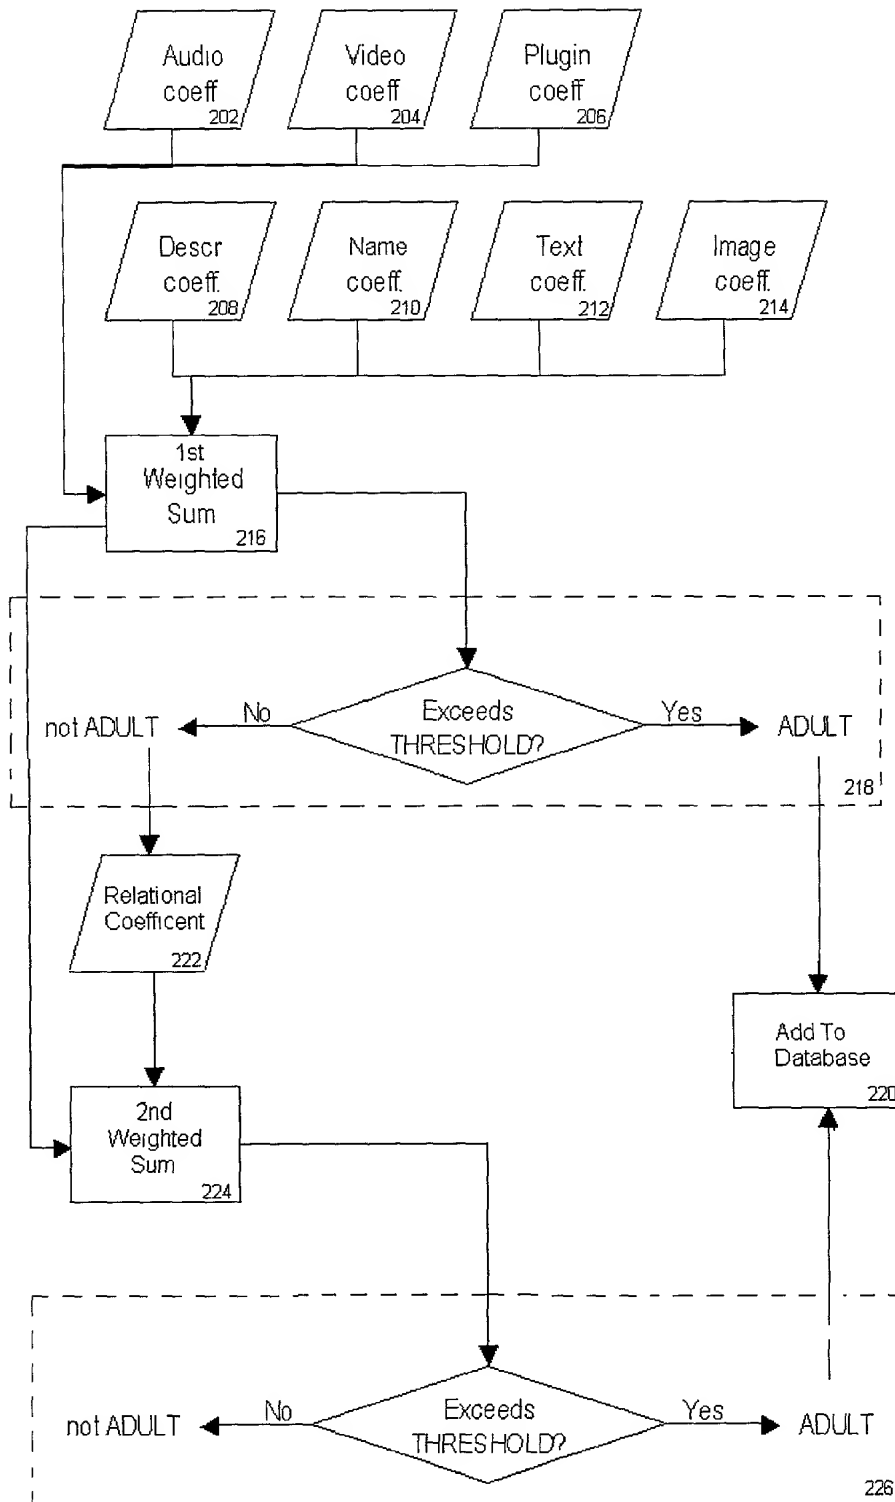 Audio
coeff
202
Video
coeff
204
Plugin
coeff
206
Descr
coeff.
208
Name
coeff.
210
Text
coeff.
212
Image
coeff.
214
1st
Weighted
Sum
216
not ADULT
No
Exceeds
THRESHOLD?
Yes
ADULT
218
Relational
Coefficent
222
Add To
Database
220
2nd
Weighted
Sum
224
not ADULT
No
Exceeds
THRESHOLD?
Yes
ADULT
226